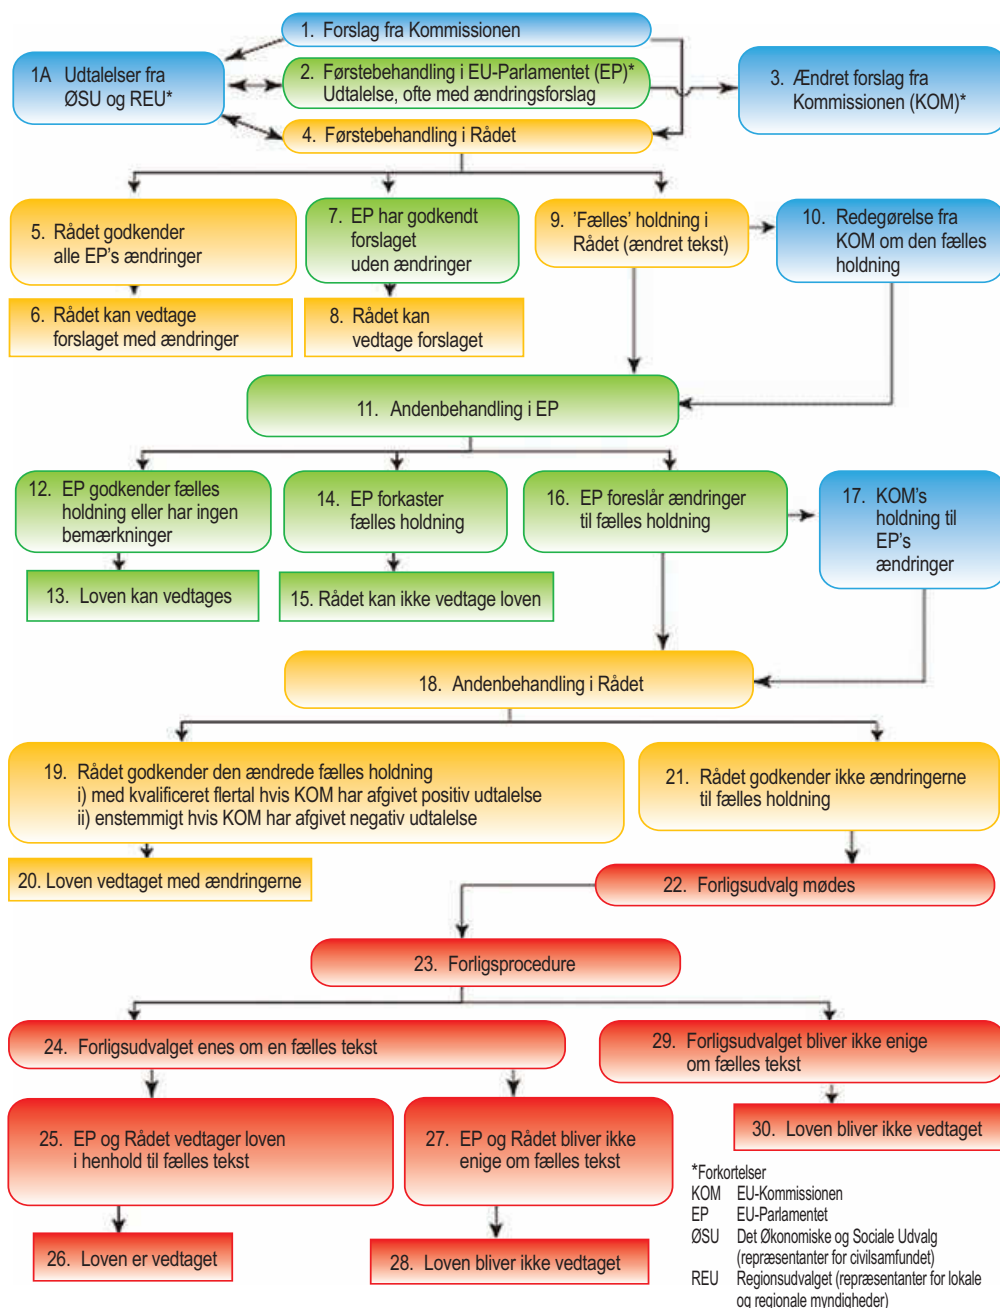 1. Forslag fra Kommissionen
1A Udtalelser fra
ØSU og REU*
2. Førstebehandling i EU-Parlamentet (EP)*
Udtalelse, ofte med ændringsforslag
3. Ændret forslag fra
Kommissionen (KOM)*
4. Førstebehandling i Rådet
5. Rådet godkender
alle EP's ændringer
6. Rådet kan vedtage
forslaget med ændringer
7. EP har godkendt
forslaget
uden ændringer
8. Rådet kan
vedtage forslaget
9. 'Fælles' holdning i
Rådet (ændret tekst)
10. Redegørelse fra
KOM om den fælles
holdning
11. Andenbehandling i EP
12. EP godkender fælles
holdning eller har ingen
bemærkninger
13. Loven kan vedtages
14. EP forkaster
fælles holdning
15. Rådet kan ikke vedtage loven
16. EP foreslår ændringer
til fælles holdning
17. KOM's
holdning til
EP's
ændringer
18. Andenbehandling i Rådet
19. Rådet godkender den ændrede fælles holdning
i) med kvalificeret flertal hvis KOM har afgivet positiv udtalelse
ii) enstemmigt hvis KOM har afgivet negativ udtalelse
20. Loven vedtaget med ændringerne
21. Rådet godkender ikke ændringerne
til fælles holdning
22. Forligsudvalg mødes
23. Forligsprocedure
24. Forligsudvalget enes om en fælles tekst
25. EP og Rådet vedtager loven
i henhold til fælles tekst
26. Loven er vedtaget
27. EP og Rådet bliver ikke
enige om fælles tekst
28. Loven bliver ikke vedtaget
29. Forligsudvalget bliver ikke enige
om fælles tekst
30. Loven bliver ikke vedtaget
*Forkortelser
KOM EU-Kommissionen
EP EU-Parlamentet
ØSU Det Økonomiske og Sociale Udvalg
(repræsentanter for civilsamfundet)
REU Regionsudvalget (repræsentanter for lokale
og regionale myndigheder)